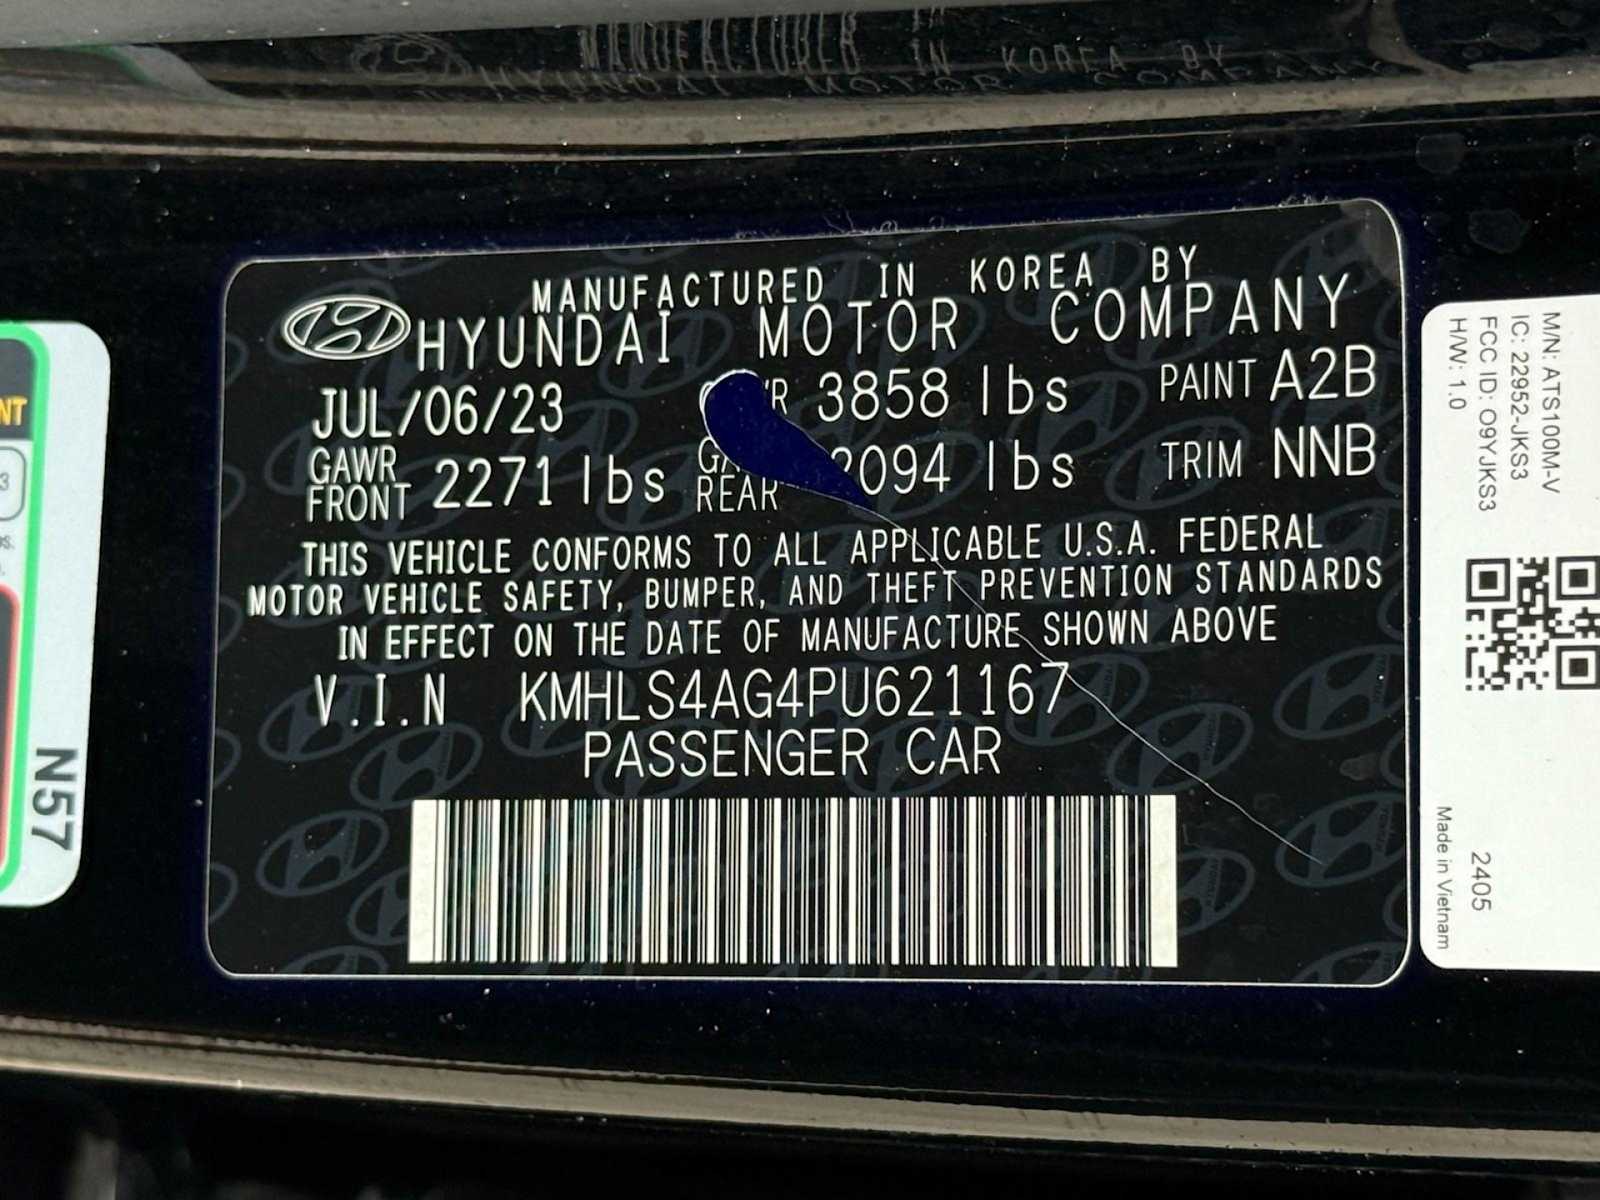 MANUFACTURED IN KOREA BY
HYUNDAI MOTOR COMPANY
JUL/06/23 3858 lbs PAINT A2B
GAWR FRONT 2271 lbs REAR 2094 lbs TRIM NNB
THIS VEHICLE CONFORMS TO ALL APPLICABLE U.S.A. FEDERAL
MOTOR VEHICLE SAFETY, BUMPER, AND THEFT PREVENTION STANDARDS
IN EFFECT ON THE DATE OF MANUFACTURE SHOWN ABOVE
V.I.N KMHLS4AG4PU621167
PASSENGER CAR
N57
M/N: ATS100M-V
IC: 22952-JKS3
FCC ID: O9YJKS3
H/W: 1.0
2405
Made in Vietnam